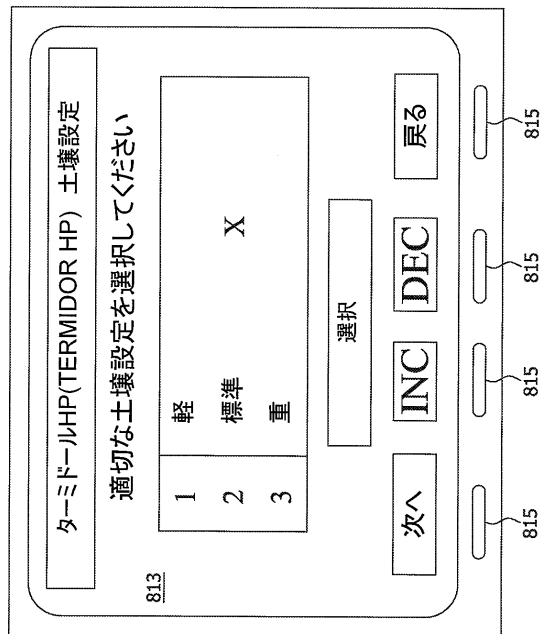 ターミドールHP(TERMIDOR HP) 土壌設定
適切な土壌設定を選択してください
1 軽
2 標準 X
3 重
選択
次へ INC DEC 戻る
813
815 815 815 815